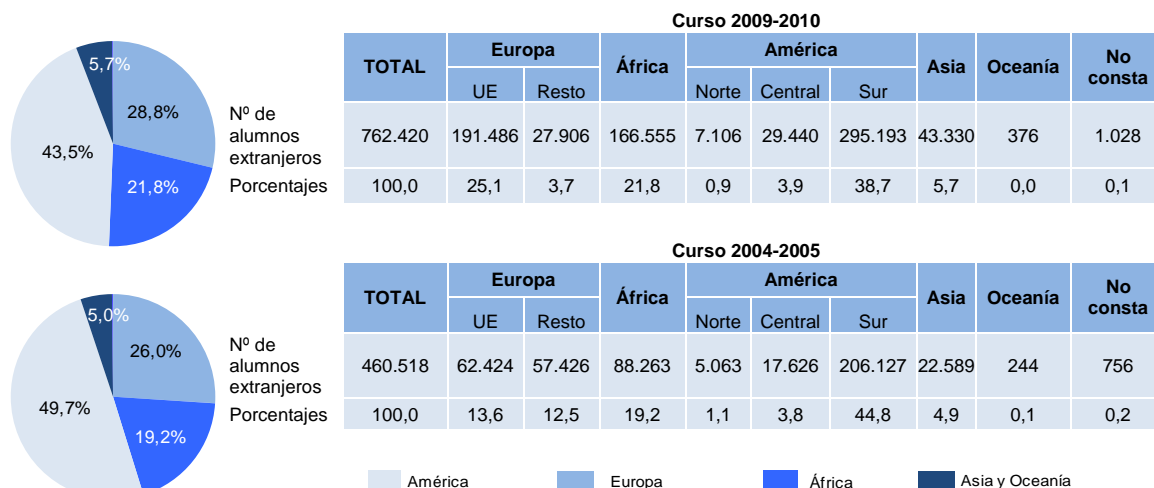 Curso 2009-2010
TOTAL Europa África América Asia Oceanía No consta
UE Resto Norte Central Sur
Nº de alumnos extranjeros 762.420 191.486 27.906 166.555 7.106 29.440 295.193 43.330 376 1.028
Porcentajes 100,0 25,1 3,7 21,8 0,9 3,9 38,7 5,7 0,0 0,1
5,7%
28,8%
43,5%
21,8%
Curso 2004-2005
TOTAL Europa África América Asia Oceanía No consta
UE Resto Norte Central Sur
Nº de alumnos extranjeros 460.518 62.424 57.426 88.263 5.063 17.626 206.127 22.589 244 756
Porcentajes 100,0 13,6 12,5 19,2 1,1 3,8 44,8 4,9 0,1 0,2
5,0%
26,0%
49,7%
19,2%
América Europa África Asia y Oceanía